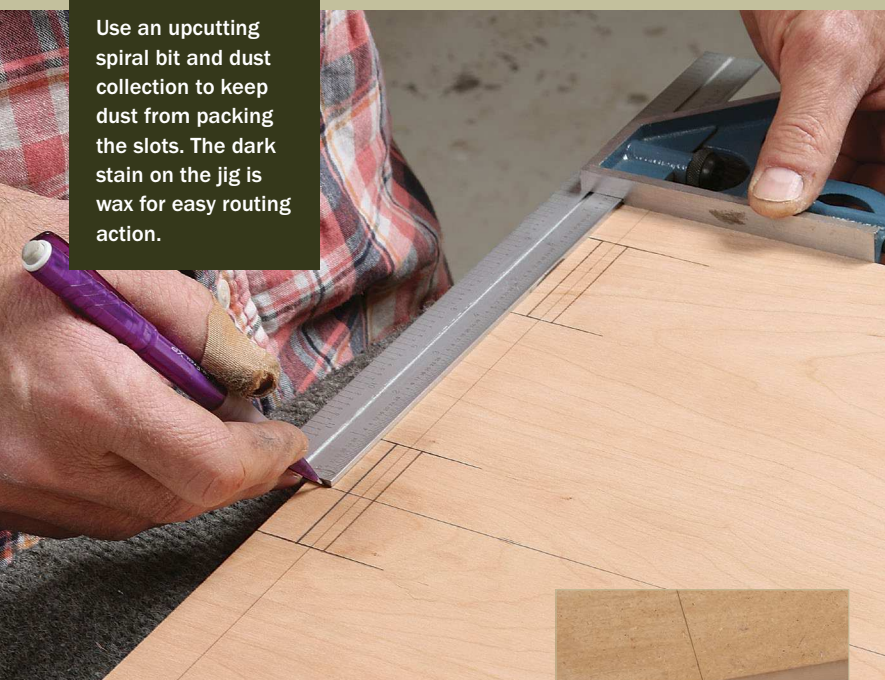 Use an upcutting
spiral bit and dust
collection to keep
dust from packing
the slots. The dark
stain on the jig is
wax for easy routing
action.